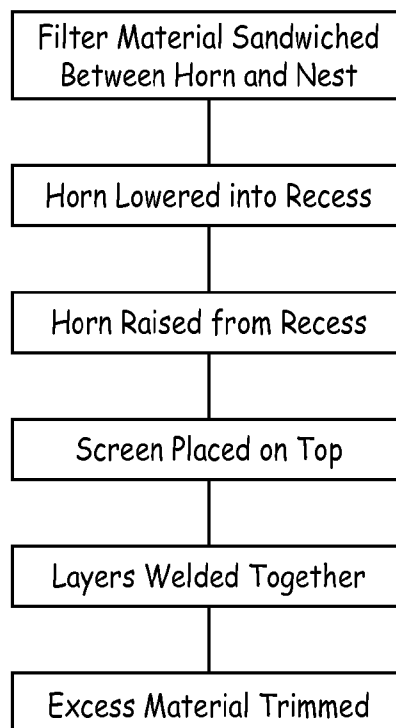 Filter Material Sandwiched
Between Horn and Nest
Horn Lowered into Recess
Horn Raised from Recess
Screen Placed on Top
Layers Welded Together
Excess Material Trimmed